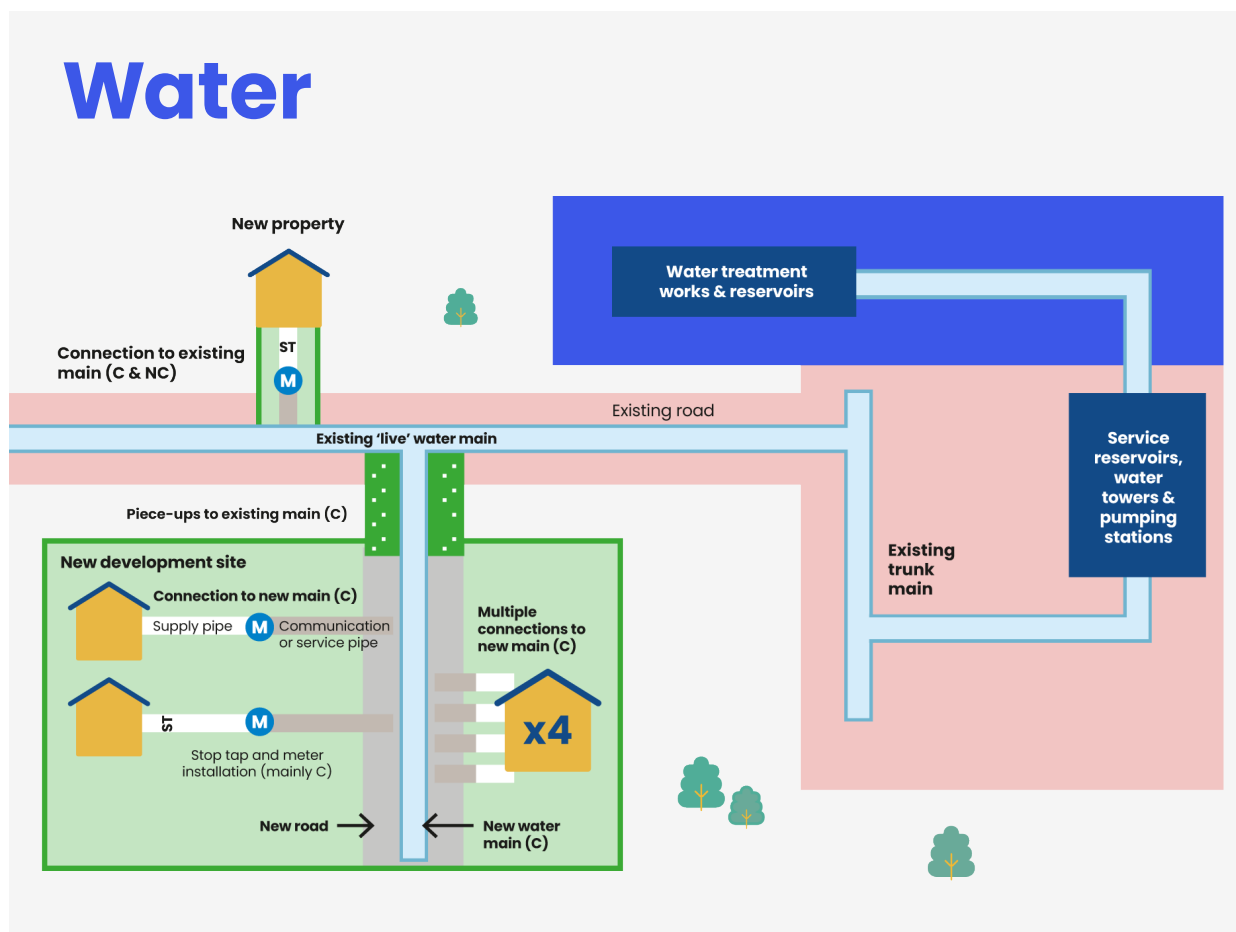 Water
New property
Water treatment
works & reservoirs
ST
Connection to existing
main (C & NC)
M
Existing road
Existing ‘live’ water main
Service
reservoirs,
water
towers &
pumping
stations
Piece-ups to existing main (C)
Existing
trunk
main
New development site
Connection to new main (C)
Supply pipe
M
Communication
or service pipe
Multiple
connections to
new main (C)
ST
M
x4
Stop tap and meter
installation (mainly C)
New road
New water
main (C)